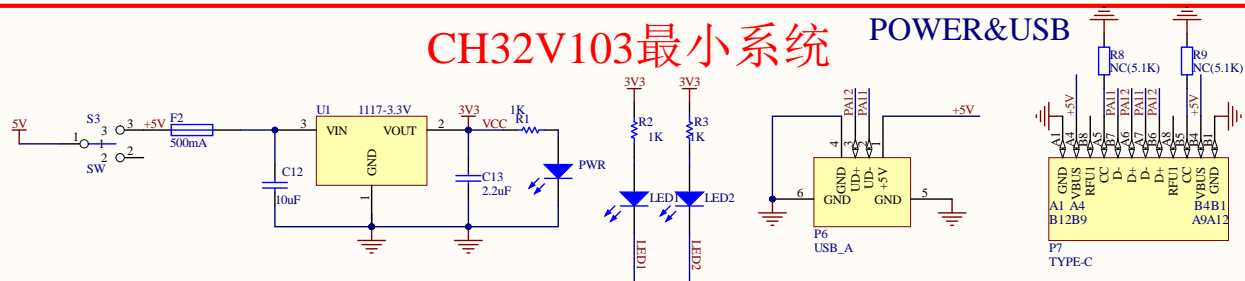 CH32V103最小系统
POWER&USB
5V
S3
1
3
3
2
2
SW
+5V
F2
500mA
C12
10uF
U1
1117-3.3V
3
VIN
VOUT
2
GND
1
3V3
VCC
C13
2.2uF
1K
R1
PWR
3V3
R2
1K
LED1
LED1
3V3
R3
1K
LED2
LED2
PA12
PA11
+5V
4
3
2
1
GND
UD+
UD-
+5V
6
GND
GND
5
P6
USB_A
R8
NC(5.1K)
R9
NC(5.1K)
+5V
PA11
PA12
PA11
PA12
+5V
A1
A4
B8
A5
B7
A6
A7
B6
A8
B5
B4
B1
GND
VBUS
RFU1
CC
D-
D+
D-
D+
RFU1
CC
VBUS
GND
A1 A4
B4B1
B12B9
A9A12
P7
TYPE-C